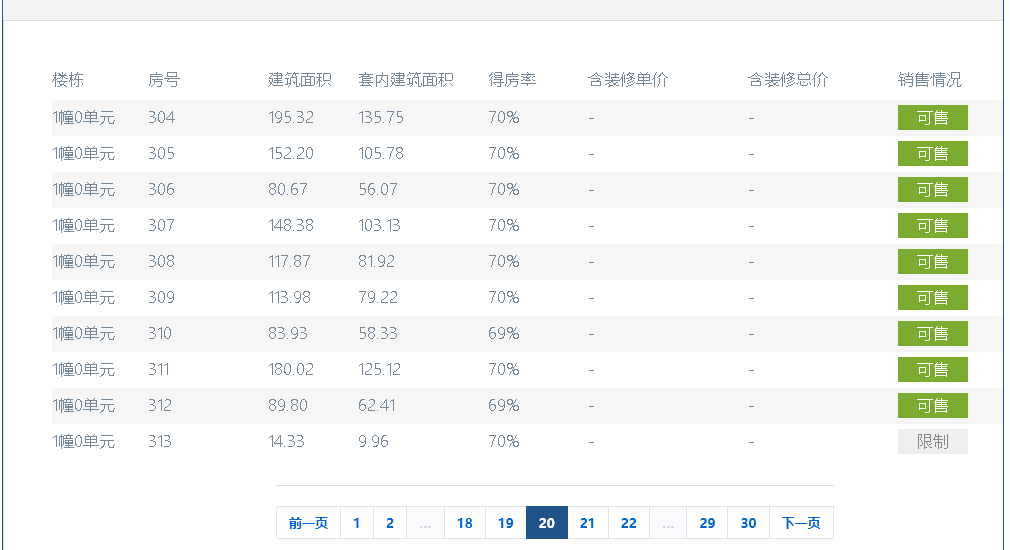 楼栋 房号 建筑面积 套内建筑面积 得房率 含装修单价 含装修总价 销售情况
1幢0单元 304 195.32 135.75 70% - - 可售
1幢0单元 305 152.20 105.78 70% - - 可售
1幢0单元 306 80.67 56.07 70% - - 可售
1幢0单元 307 148.38 103.13 70% - - 可售
1幢0单元 308 117.87 81.92 70% - - 可售
1幢0单元 309 113.98 79.22 70% - - 可售
1幢0单元 310 83.93 58.33 69% - - 可售
1幢0单元 311 180.02 125.12 70% - - 可售
1幢0单元 312 89.80 62.41 69% - - 可售
1幢0单元 313 14.33 9.96 70% - - 限制
前一页 1 2 ... 18 19 20 21 22 ... 29 30 下一页